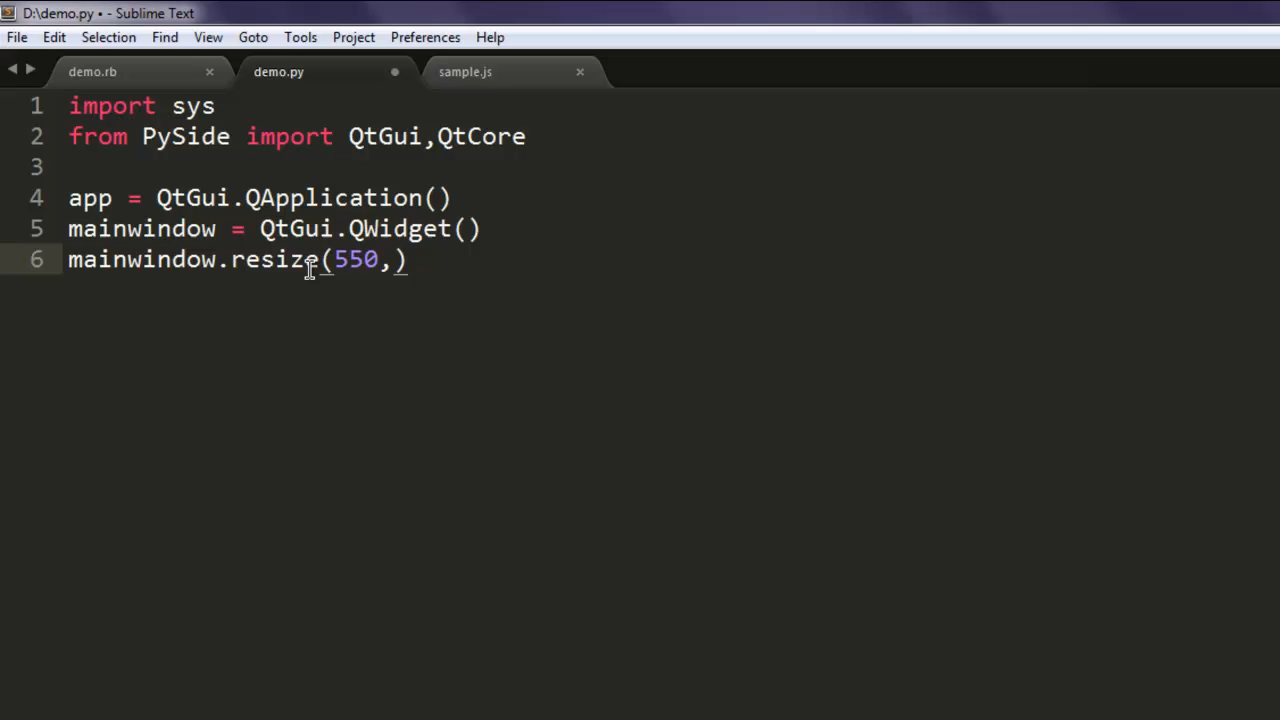 D:\demo.py • - Sublime Text
File Edit Selection Find View Goto Tools Project Preferences Help
demo.rb × demo.py sample.js ×
1 import sys
2 from PySide import QtGui,QtCore
3
4 app = QtGui.QApplication()
5 mainwindow = QtGui.QWidget()
6 mainwindow.resize(550,)